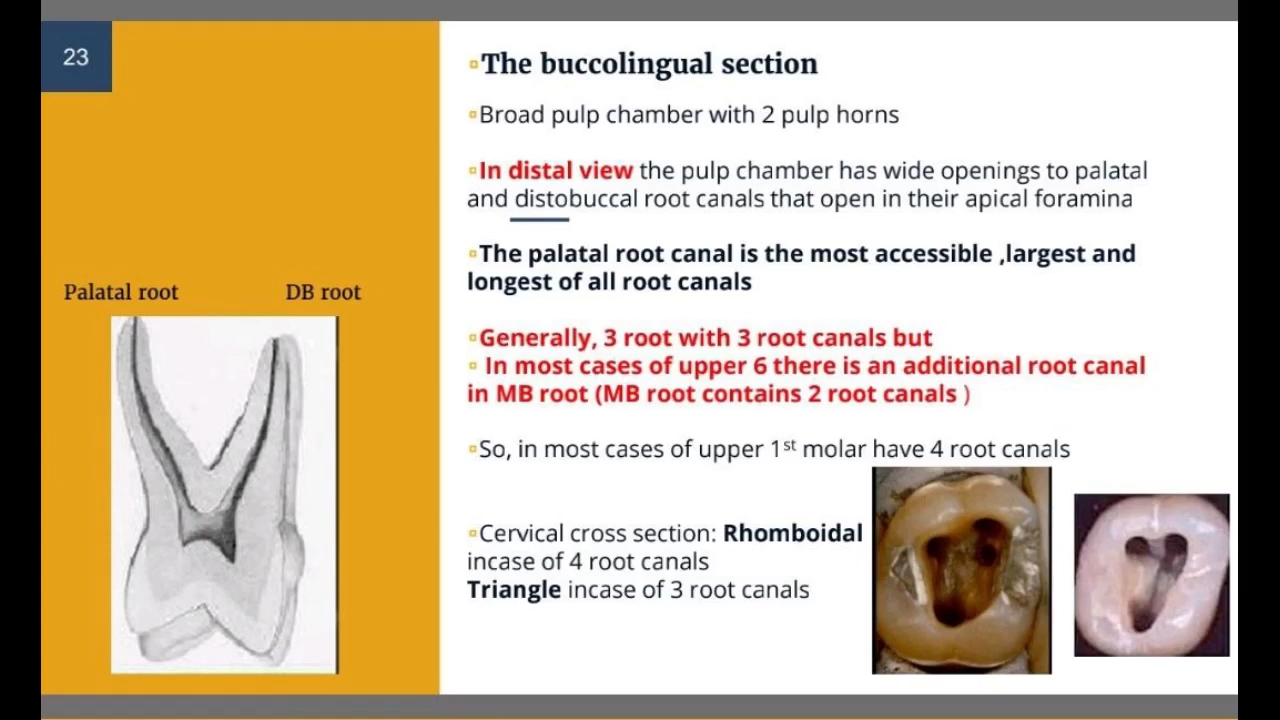 23
▫The buccolingual section
▫Broad pulp chamber with 2 pulp horns
▫In distal view the pulp chamber has wide openings to palatal
and distobuccal root canals that open in their apical foramina
▫The palatal root canal is the most accessible ,largest and
longest of all root canals
▫Generally, 3 root with 3 root canals but
▫ In most cases of upper 6 there is an additional root canal
in MB root (MB root contains 2 root canals )
▫So, in most cases of upper 1st molar have 4 root canals
▫Cervical cross section: Rhomboidal
incase of 4 root canals
Triangle incase of 3 root canals
Palatal root
DB root